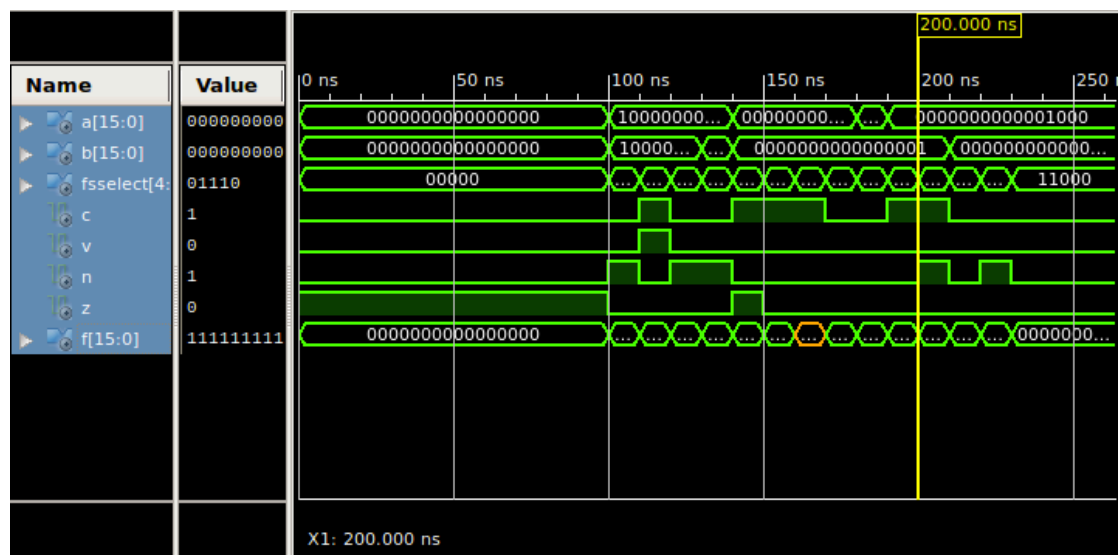 200.000 ns
Name Value 0 ns 50 ns 100 ns 150 ns 200 ns 250
a[15:0] 000000000 0000000000000000 10000000... 00000000... ... 0000000000001000
b[15:0] 000000000 0000000000000000 10000... ... 0000000000000001 000000000000...
fsselect[4: 01110 00000 ... ... ... ... ... ... ... ... ... ... ... ... ... 11000
c 1
v 0
n 1
z 0
f[15:0] 111111111 0000000000000000 ... ... ... ... ... ... ... ... ... ... ... ... ... 0000000...
X1: 200.000 ns